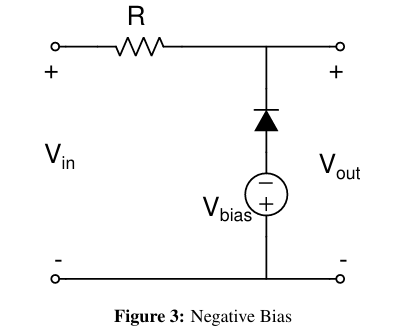 R
+ +
V_in V_out
−
V_bias +
- -
Figure 3: Negative Bias